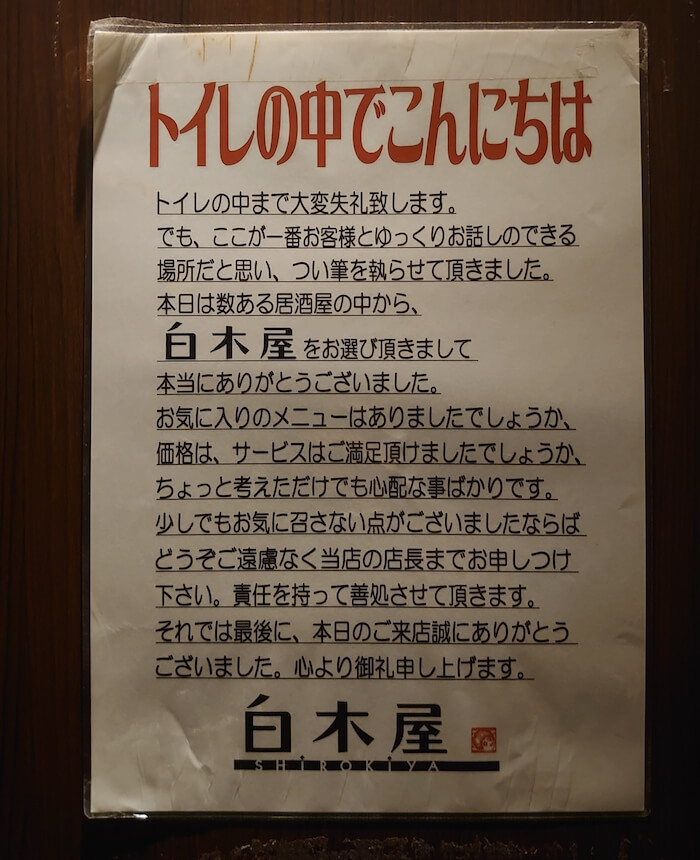 トイレの中でこんにちは
トイレの中まで大変失礼致します。
でも、ここが一番お客様とゆっくりお話しのできる
場所だと思い、つい筆を執らせて頂きました。
本日は数ある居酒屋の中から、
白木屋をお選び頂きまして
本当にありがとうございました。
お気に入りのメニューはありましたでしょうか、
価格は、サービスはご満足頂けましたでしょうか、
ちょっと考えただけでも心配な事ばかりです。
少しでもお気に召さない点がございましたならば
どうぞご遠慮なく当店の店長までお申しつけ
下さい。責任を持って善処させて頂きます。
それでは最後に、本日のご来店誠にありがとう
ございました。心より御礼申し上げます。
白木屋
SHIROKIYA